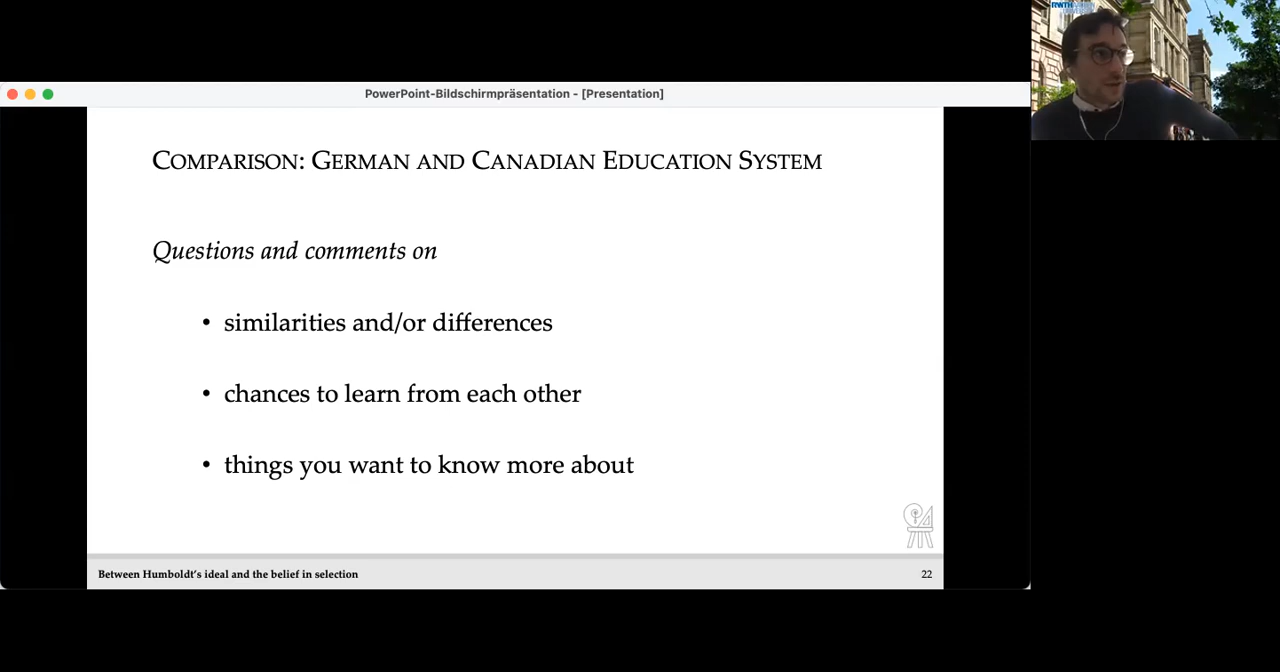 RWTH
PowerPoint-Bildschirmpräsentation - [Presentation]
COMPARISON: GERMAN AND CANADIAN EDUCATION SYSTEM
Questions and comments on
• similarities and/or differences
• chances to learn from each other
• things you want to know more about
Between Humboldt's ideal and the belief in selection
22